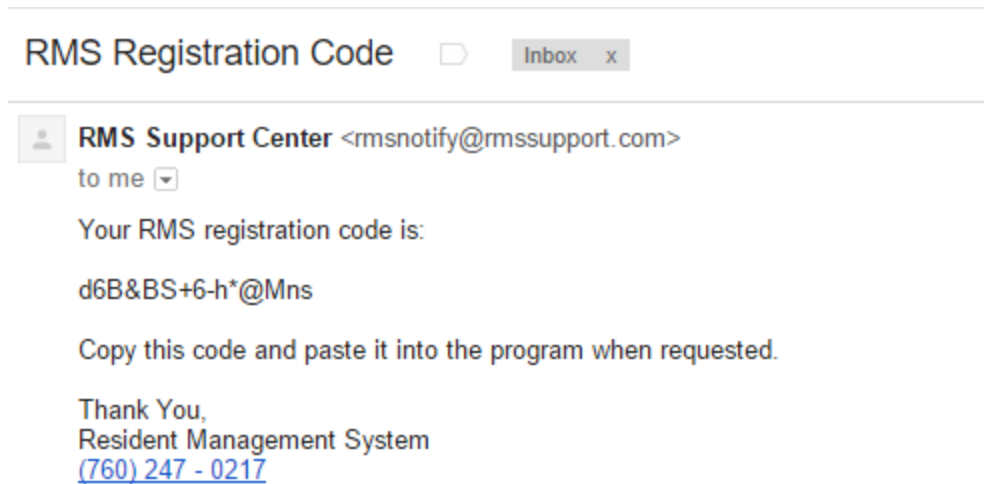 RMS Registration Code
Inbox x
RMS Support Center <rmsnotify@rmssupport.com>
to me
Your RMS registration code is:
d6B&BS+6-h*@Mns
Copy this code and paste it into the program when requested.
Thank You,
Resident Management System
(760) 247 - 0217